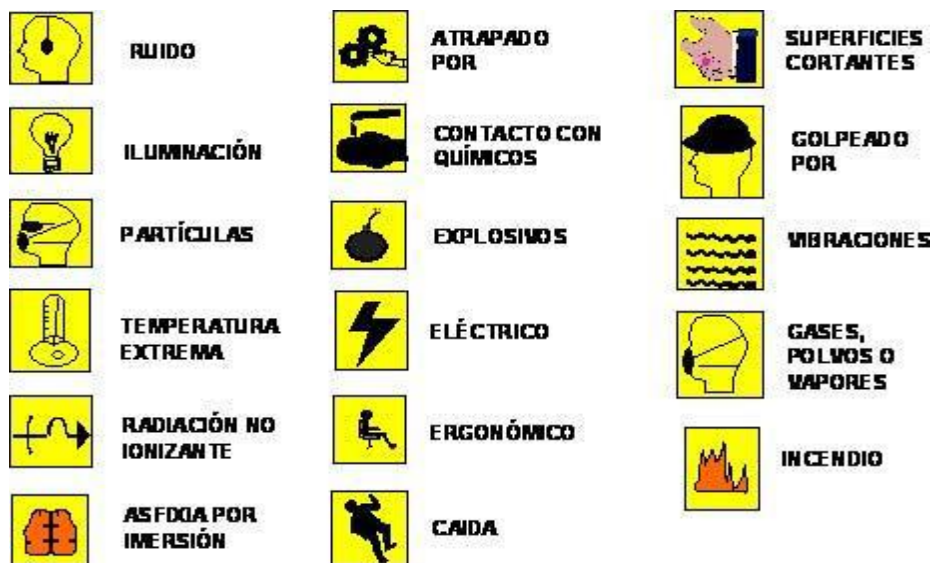 RUIDO
ILUMINACIÓN
PARTÍCULAS
TEMPERATURA
EXTREMA
RADIACIÓN NO
IONIZANTE
ASFIXIA POR
IMERSIÓN
ATRAPADO
POR
CONTACTO CON
QUÍMICOS
EXPLOSIVOS
ELÉCTRICO
ERGONÓMICO
CAIDA
SUPERFICIES
CORTANTES
GOLPEADO
POR
VIBRACIONES
GASES,
POLVOS O
VAPORES
INCENDIO